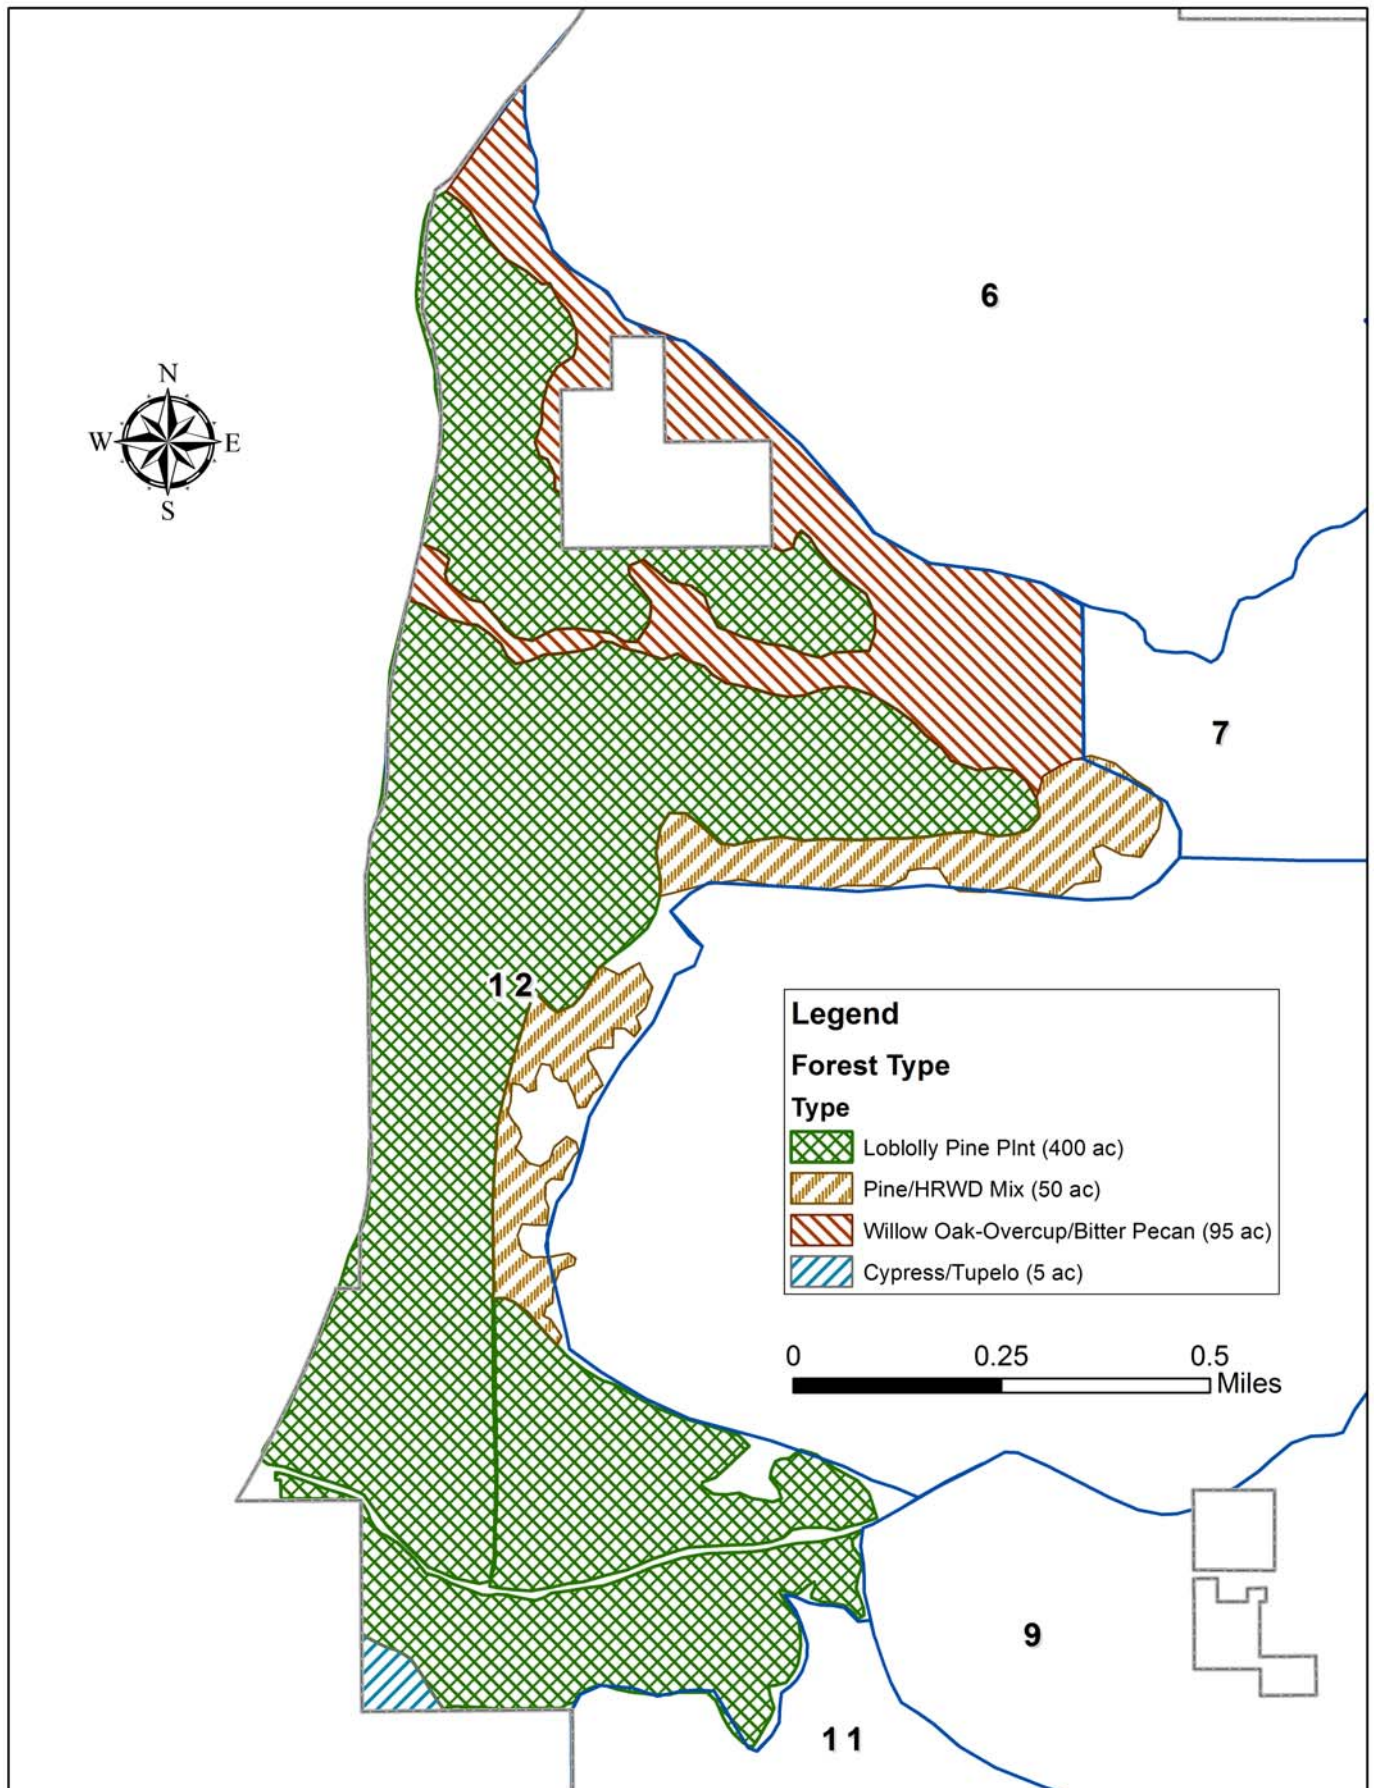 6
N
W E
S
7
12
Legend
Forest Type
Type
Loblolly Pine Plnt (400 ac)
Pine/HRWD Mix (50 ac)
Willow Oak-Overcup/Bitter Pecan (95 ac)
Cypress/Tupelo (5 ac)
0 0.25 0.5
Miles
9
11